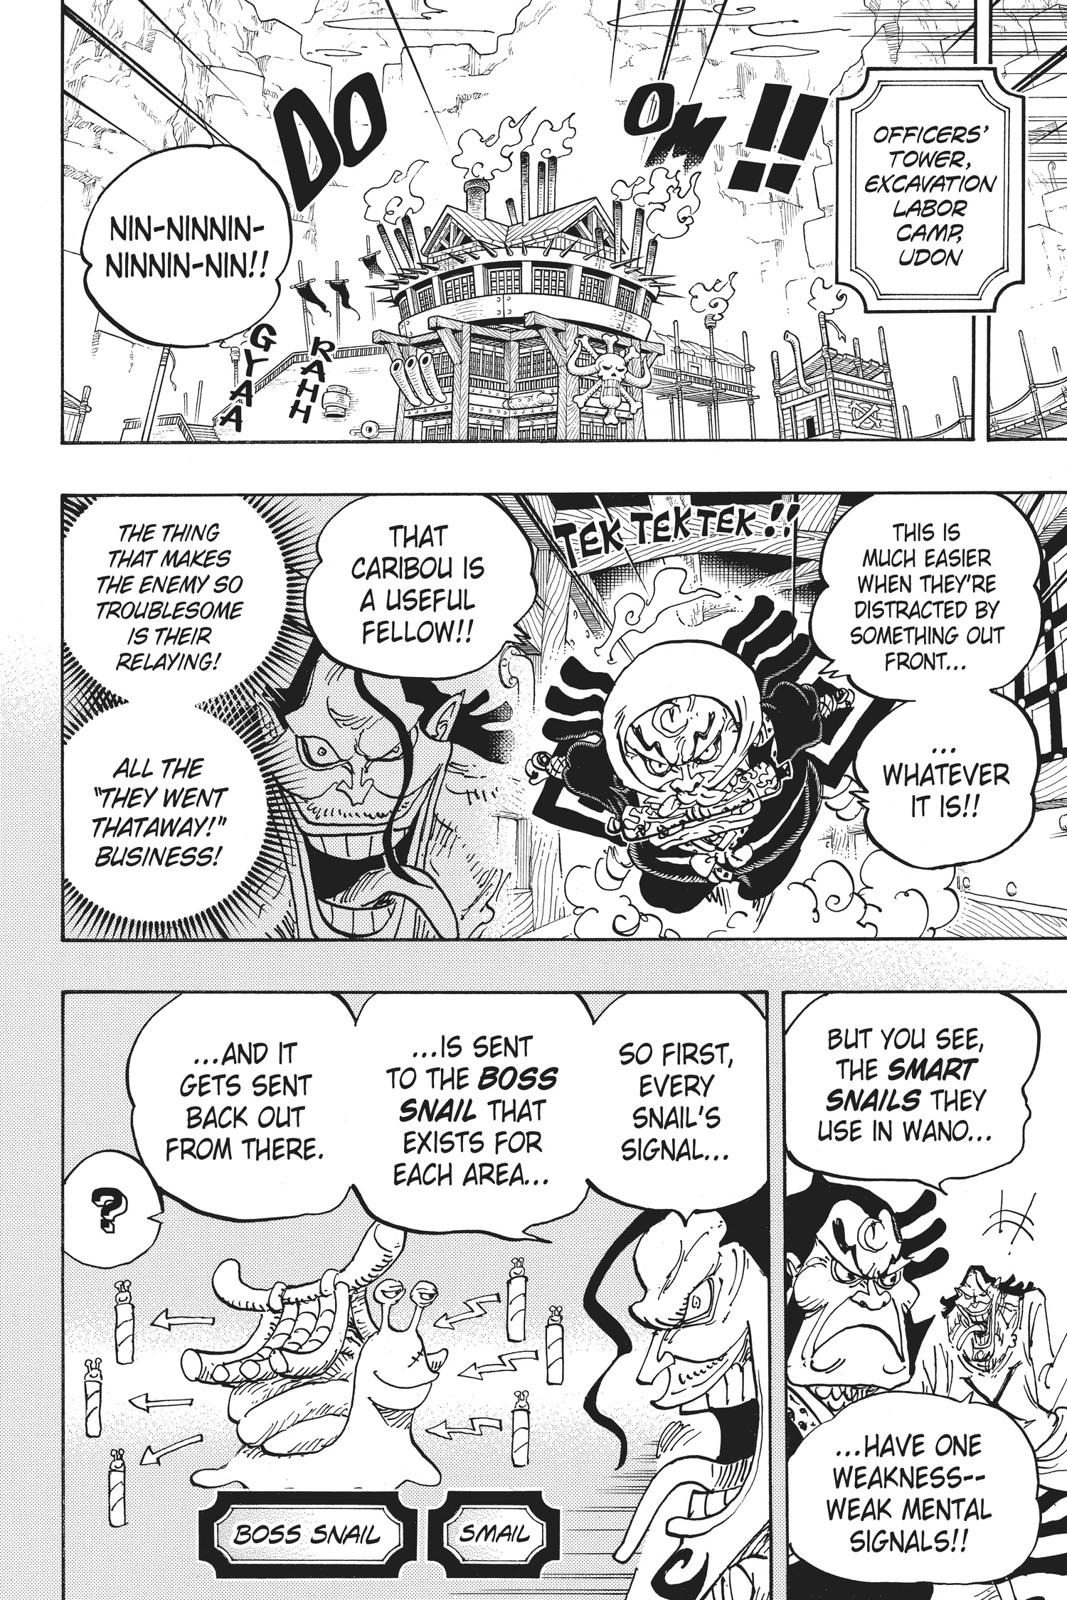 OFFICERS'
TOWER,
EXCAVATION
LABOR
CAMP,
UDON
DO
OM!!
NIN-NINNIN-
NINNIN-NIN!!
RAHH
GYAA
THIS IS
MUCH EASIER
WHEN THEY'RE
DISTRACTED BY
SOMETHING OUT
FRONT...
...
WHATEVER
IT IS!!
TEK TEK TEK!!
THAT
CARIBOU IS
A USEFUL
FELLOW!!
THE THING
THAT MAKES
THE ENEMY SO
TROUBLESOME
IS THEIR
RELAYING!
ALL THE
"THEY WENT
THATAWAY!"
BUSINESS!
BUT YOU SEE,
THE SMART
SNAILS THEY
USE IN WANO...
...HAVE ONE
WEAKNESS--
WEAK MENTAL
SIGNALS!!
SO FIRST,
EVERY
SNAIL'S
SIGNAL...
...IS SENT
TO THE BOSS
SNAIL THAT
EXISTS FOR
EACH AREA...
...AND IT
GETS SENT
BACK OUT
FROM THERE.
?
BOSS SNAIL
SMAIL